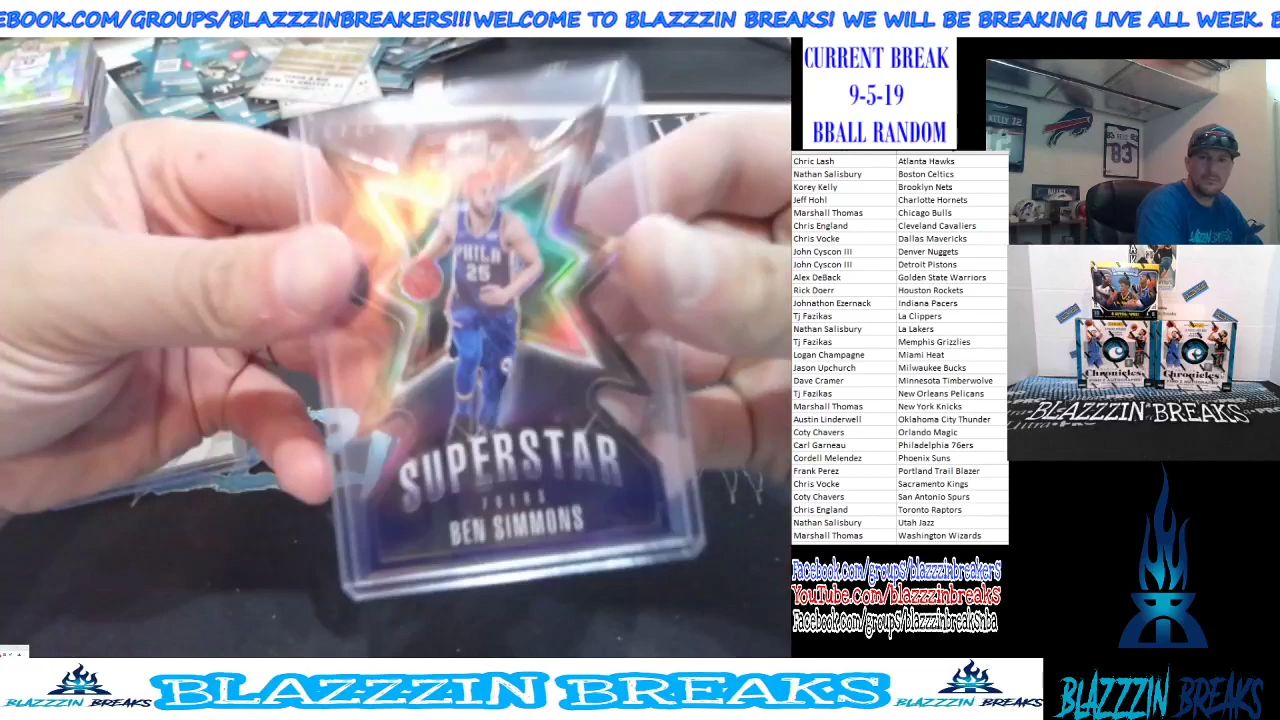 EBOOK.COM/GROUPS/BLAZZZINBREAKERS!!! WELCOME TO BLAZZZIN BREAKS! WE WILL BE BREAKING LIVE ALL WEEK.
CURRENT BREAK
9-5-19
BBALL RANDOM
Chric Lash Atlanta Hawks
Nathan Salisbury Boston Celtics
Korey Kelly Brooklyn Nets
Jeff Hohl Charlotte Hornets
Marshall Thomas Chicago Bulls
Chris England Cleveland Cavaliers
Chris Vocke Dallas Mavericks
John Cyscon III Denver Nuggets
John Cyscon III Detroit Pistons
Alex DeBack Golden State Warriors
Rick Doerr Houston Rockets
Johnathon Ezernack Indiana Pacers
Tj Fazikas La Clippers
Nathan Salisbury La Lakers
Tj Fazikas Memphis Grizzlies
Logan Champagne Miami Heat
Jason Upchurch Milwaukee Bucks
Dave Cramer Minnesota Timberwolve
Tj Fazikas New Orleans Pelicans
Marshall Thomas New York Knicks
Austin Linderwell Oklahoma City Thunder
Coty Chavers Orlando Magic
Carl Garneau Philadelphia 76ers
Cordell Melendez Phoenix Suns
Frank Perez Portland Trail Blazer
Chris Vocke Sacramento Kings
Coty Chavers San Antonio Spurs
Chris England Toronto Raptors
Nathan Salisbury Utah Jazz
Marshall Thomas Washington Wizards
Facebook.com/groups/blazzzinbreakers
YouTube.com/blazzzinbreaks
Facebook.com/groups/blazzzinbreaksnba
PHILA
25
SUPERSTAR
76ERS
BEN SIMMONS
KELLY 12
83
Chronicles
Chronicles
BLAZZZIN BREAKS
BLAZZZIN BREAKS
BLAZZZIN BREAKS
BLAZZZIN BREAKS
BLAZZZIN BREAKS